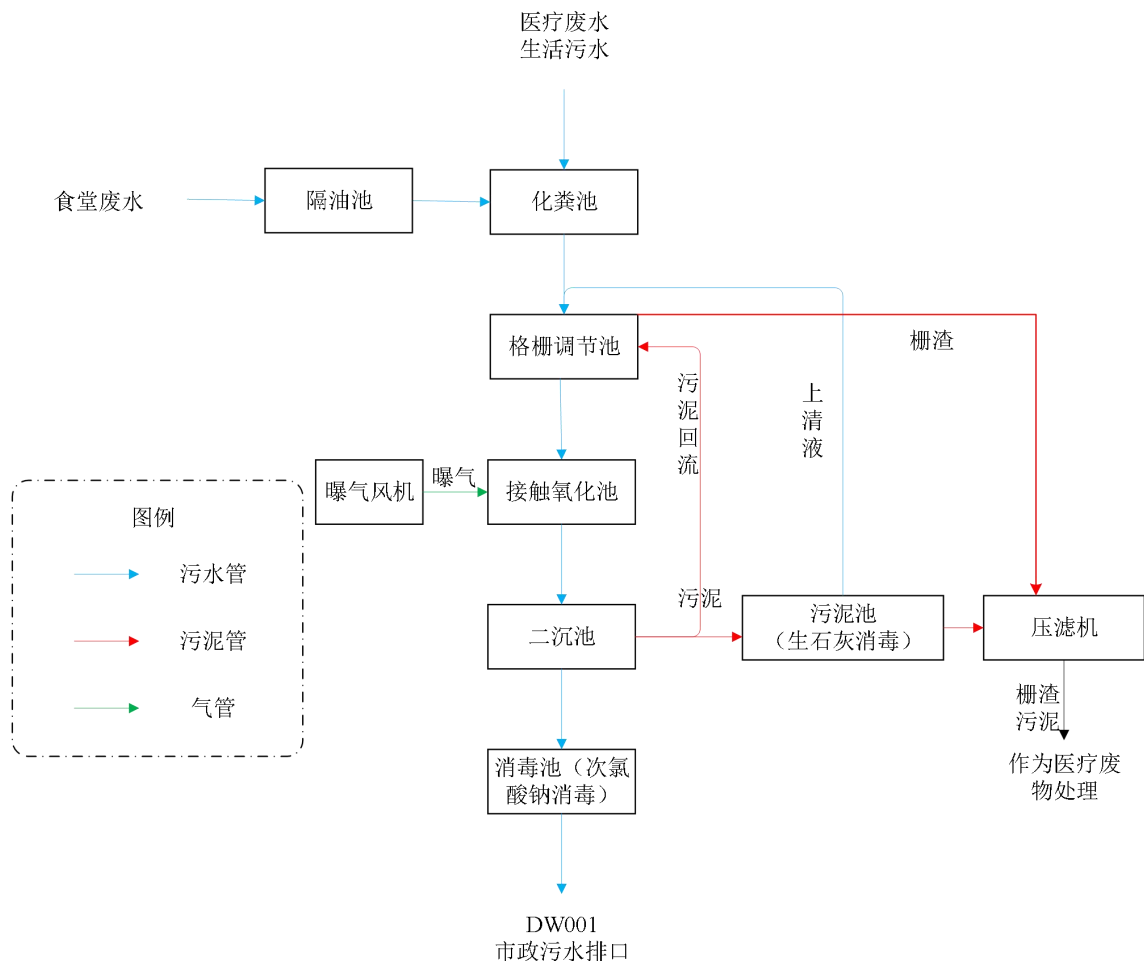 医疗废水
生活污水
食堂废水
隔油池
化粪池
格栅调节池
栅渣
污
泥
回
流
上
清
液
曝气风机
曝气
接触氧化池
图例
污水管
污泥管
气管
二沉池
污泥
污泥池
（生石灰消毒）
压滤机
栅渣
污泥
作为医疗废
物处理
消毒池（次氯
酸钠消毒）
DW001
市政污水排口